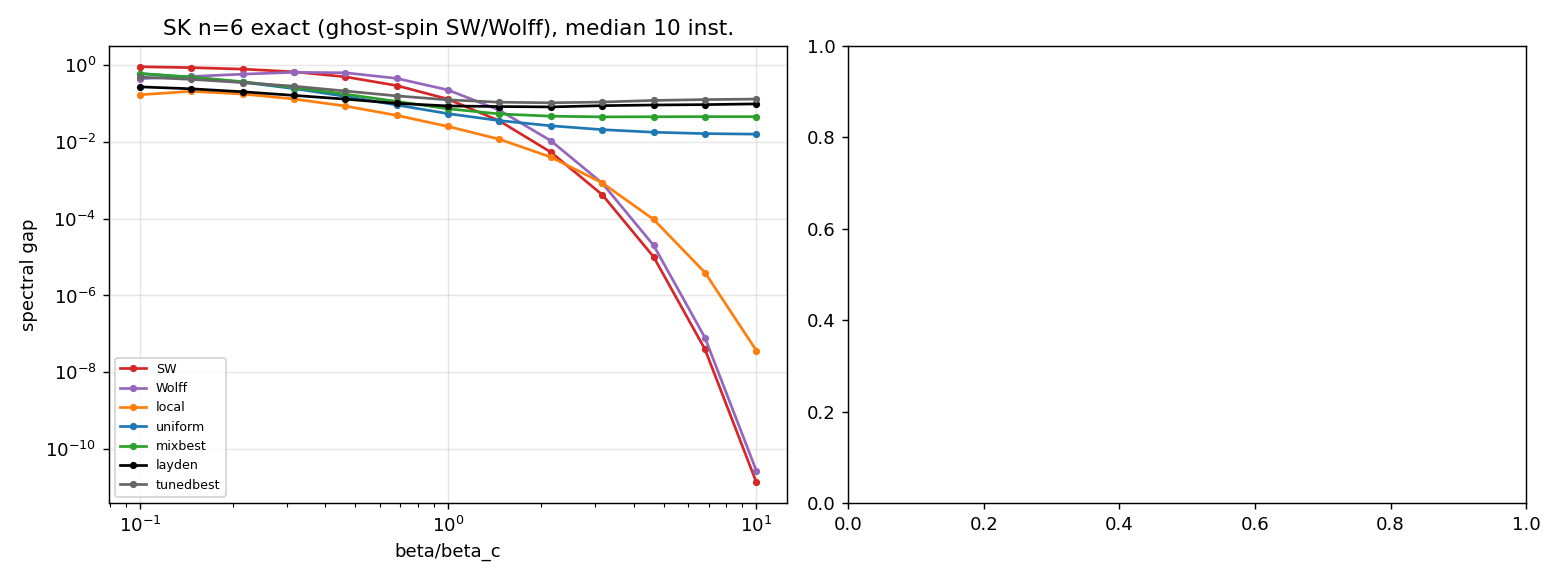 SK n=6 exact (ghost-spin SW/Wolff), median 10 inst.
10^0
10^−2
10^−4
10^−6
10^−8
10^−10
spectral gap
SW
Wolff
local
uniform
mixbest
layden
tunedbest
10^−1
10^0
10^1
beta/beta_c
1.0
0.8
0.6
0.4
0.2
0.0
0.0
0.2
0.4
0.6
0.8
1.0